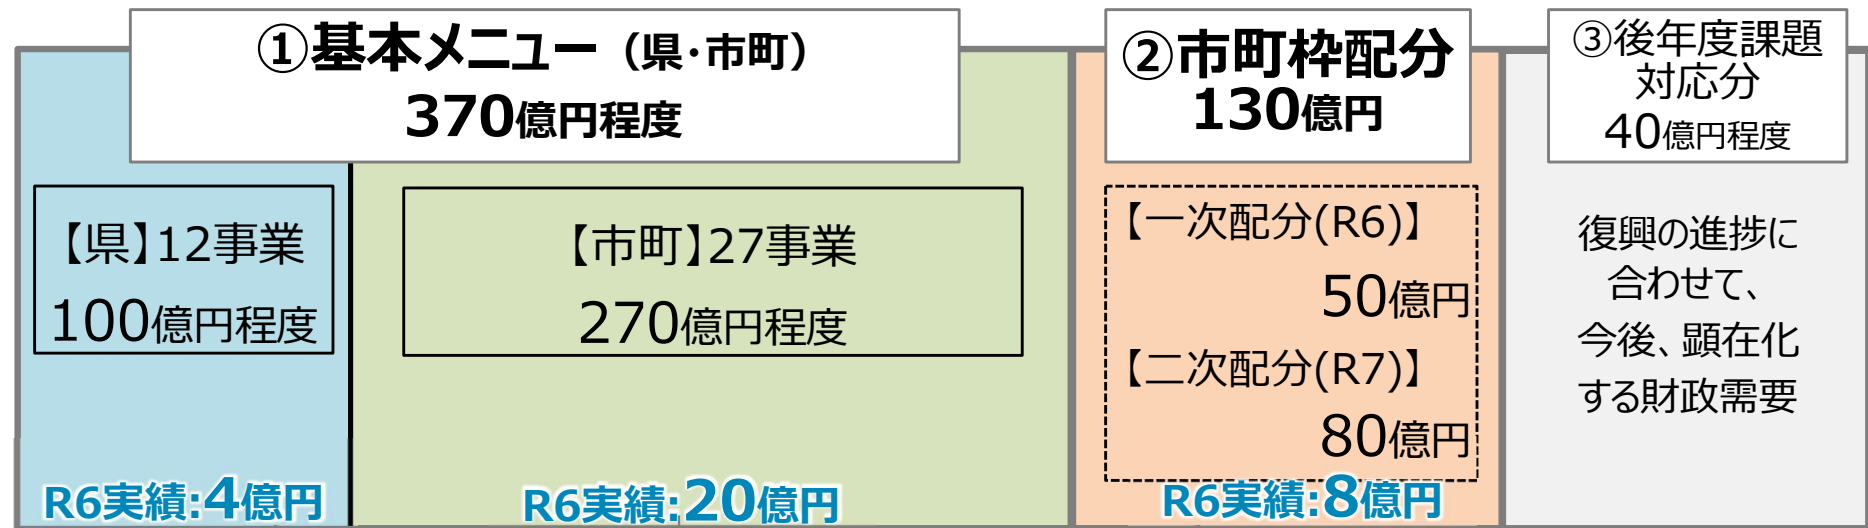 ①基本メニュー（県・市町）
370億円程度
②市町枠配分
130億円
③後年度課題
対応分
40億円程度
【県】12事業
100億円程度
【市町】27事業
270億円程度
【一次配分(R6)】
50億円
【二次配分(R7)】
80億円
復興の進捗に
合わせて、
今後、顕在化
する財政需要
R6実績:4億円
R6実績:20億円
R6実績:8億円